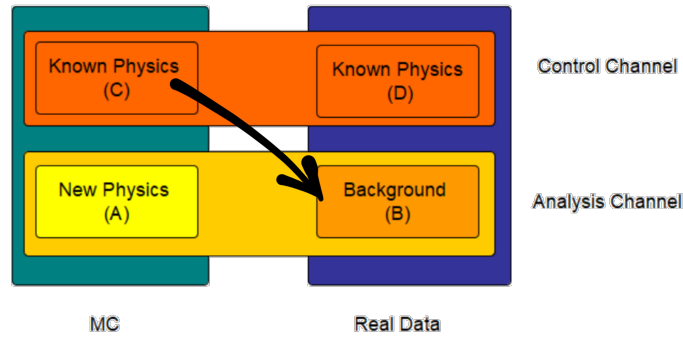 Known Physics
(C)
Known Physics
(D)
Control Channel
New Physics
(A)
Background
(B)
Analysis Channel
MC
Real Data